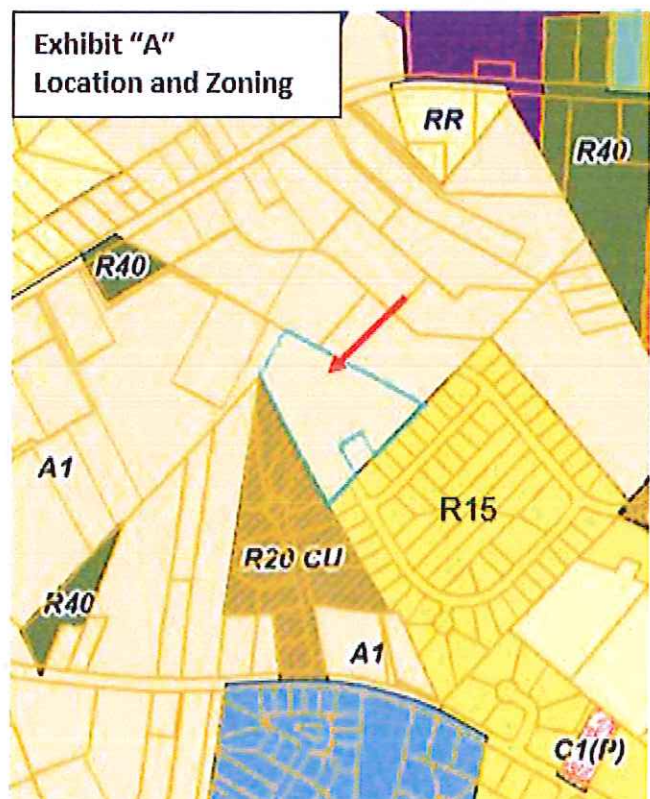 Exhibit "A"
Location and Zoning
RR
R40
R40
A1
R15
R20 CU
R40
A1
C1(P)